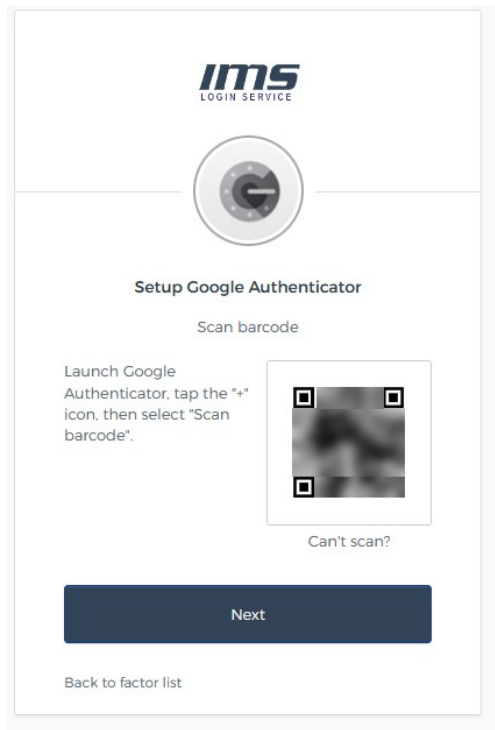 IMS
LOGIN SERVICE
Setup Google Authenticator
Scan barcode
Launch Google
Authenticator, tap the "+"
icon, then select "Scan
barcode".
Can't scan?
Next
Back to factor list